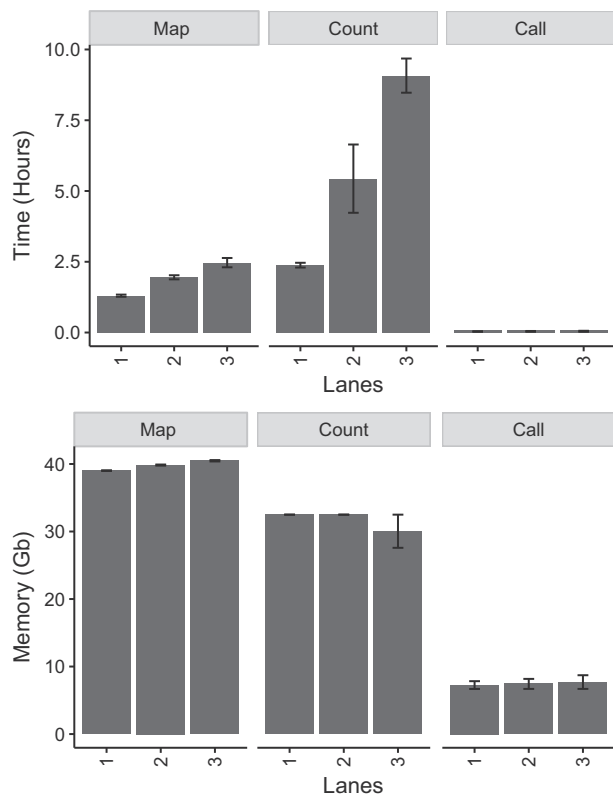 Map Count Call
10.0
7.5
5.0
2.5
0.0
Time (Hours)
1 2 3 1 2 3 1 2 3
Lanes
Map Count Call
40
30
20
10
0
Memory (Gb)
1 2 3 1 2 3 1 2 3
Lanes